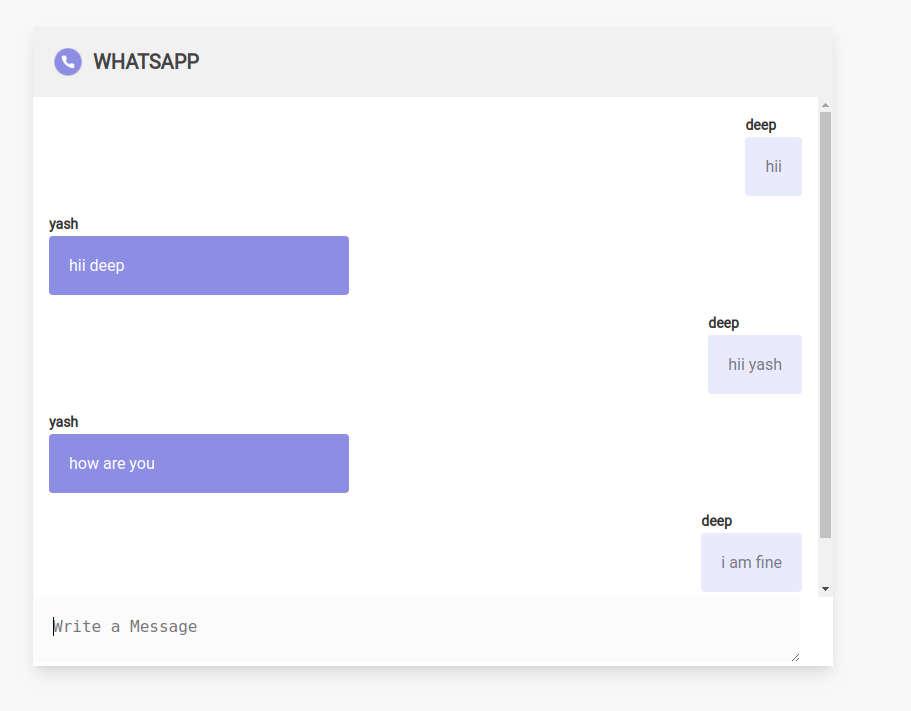 WHATSAPP
deep
hii
yash
hii deep
deep
hii yash
yash
how are you
deep
i am fine
Write a Message